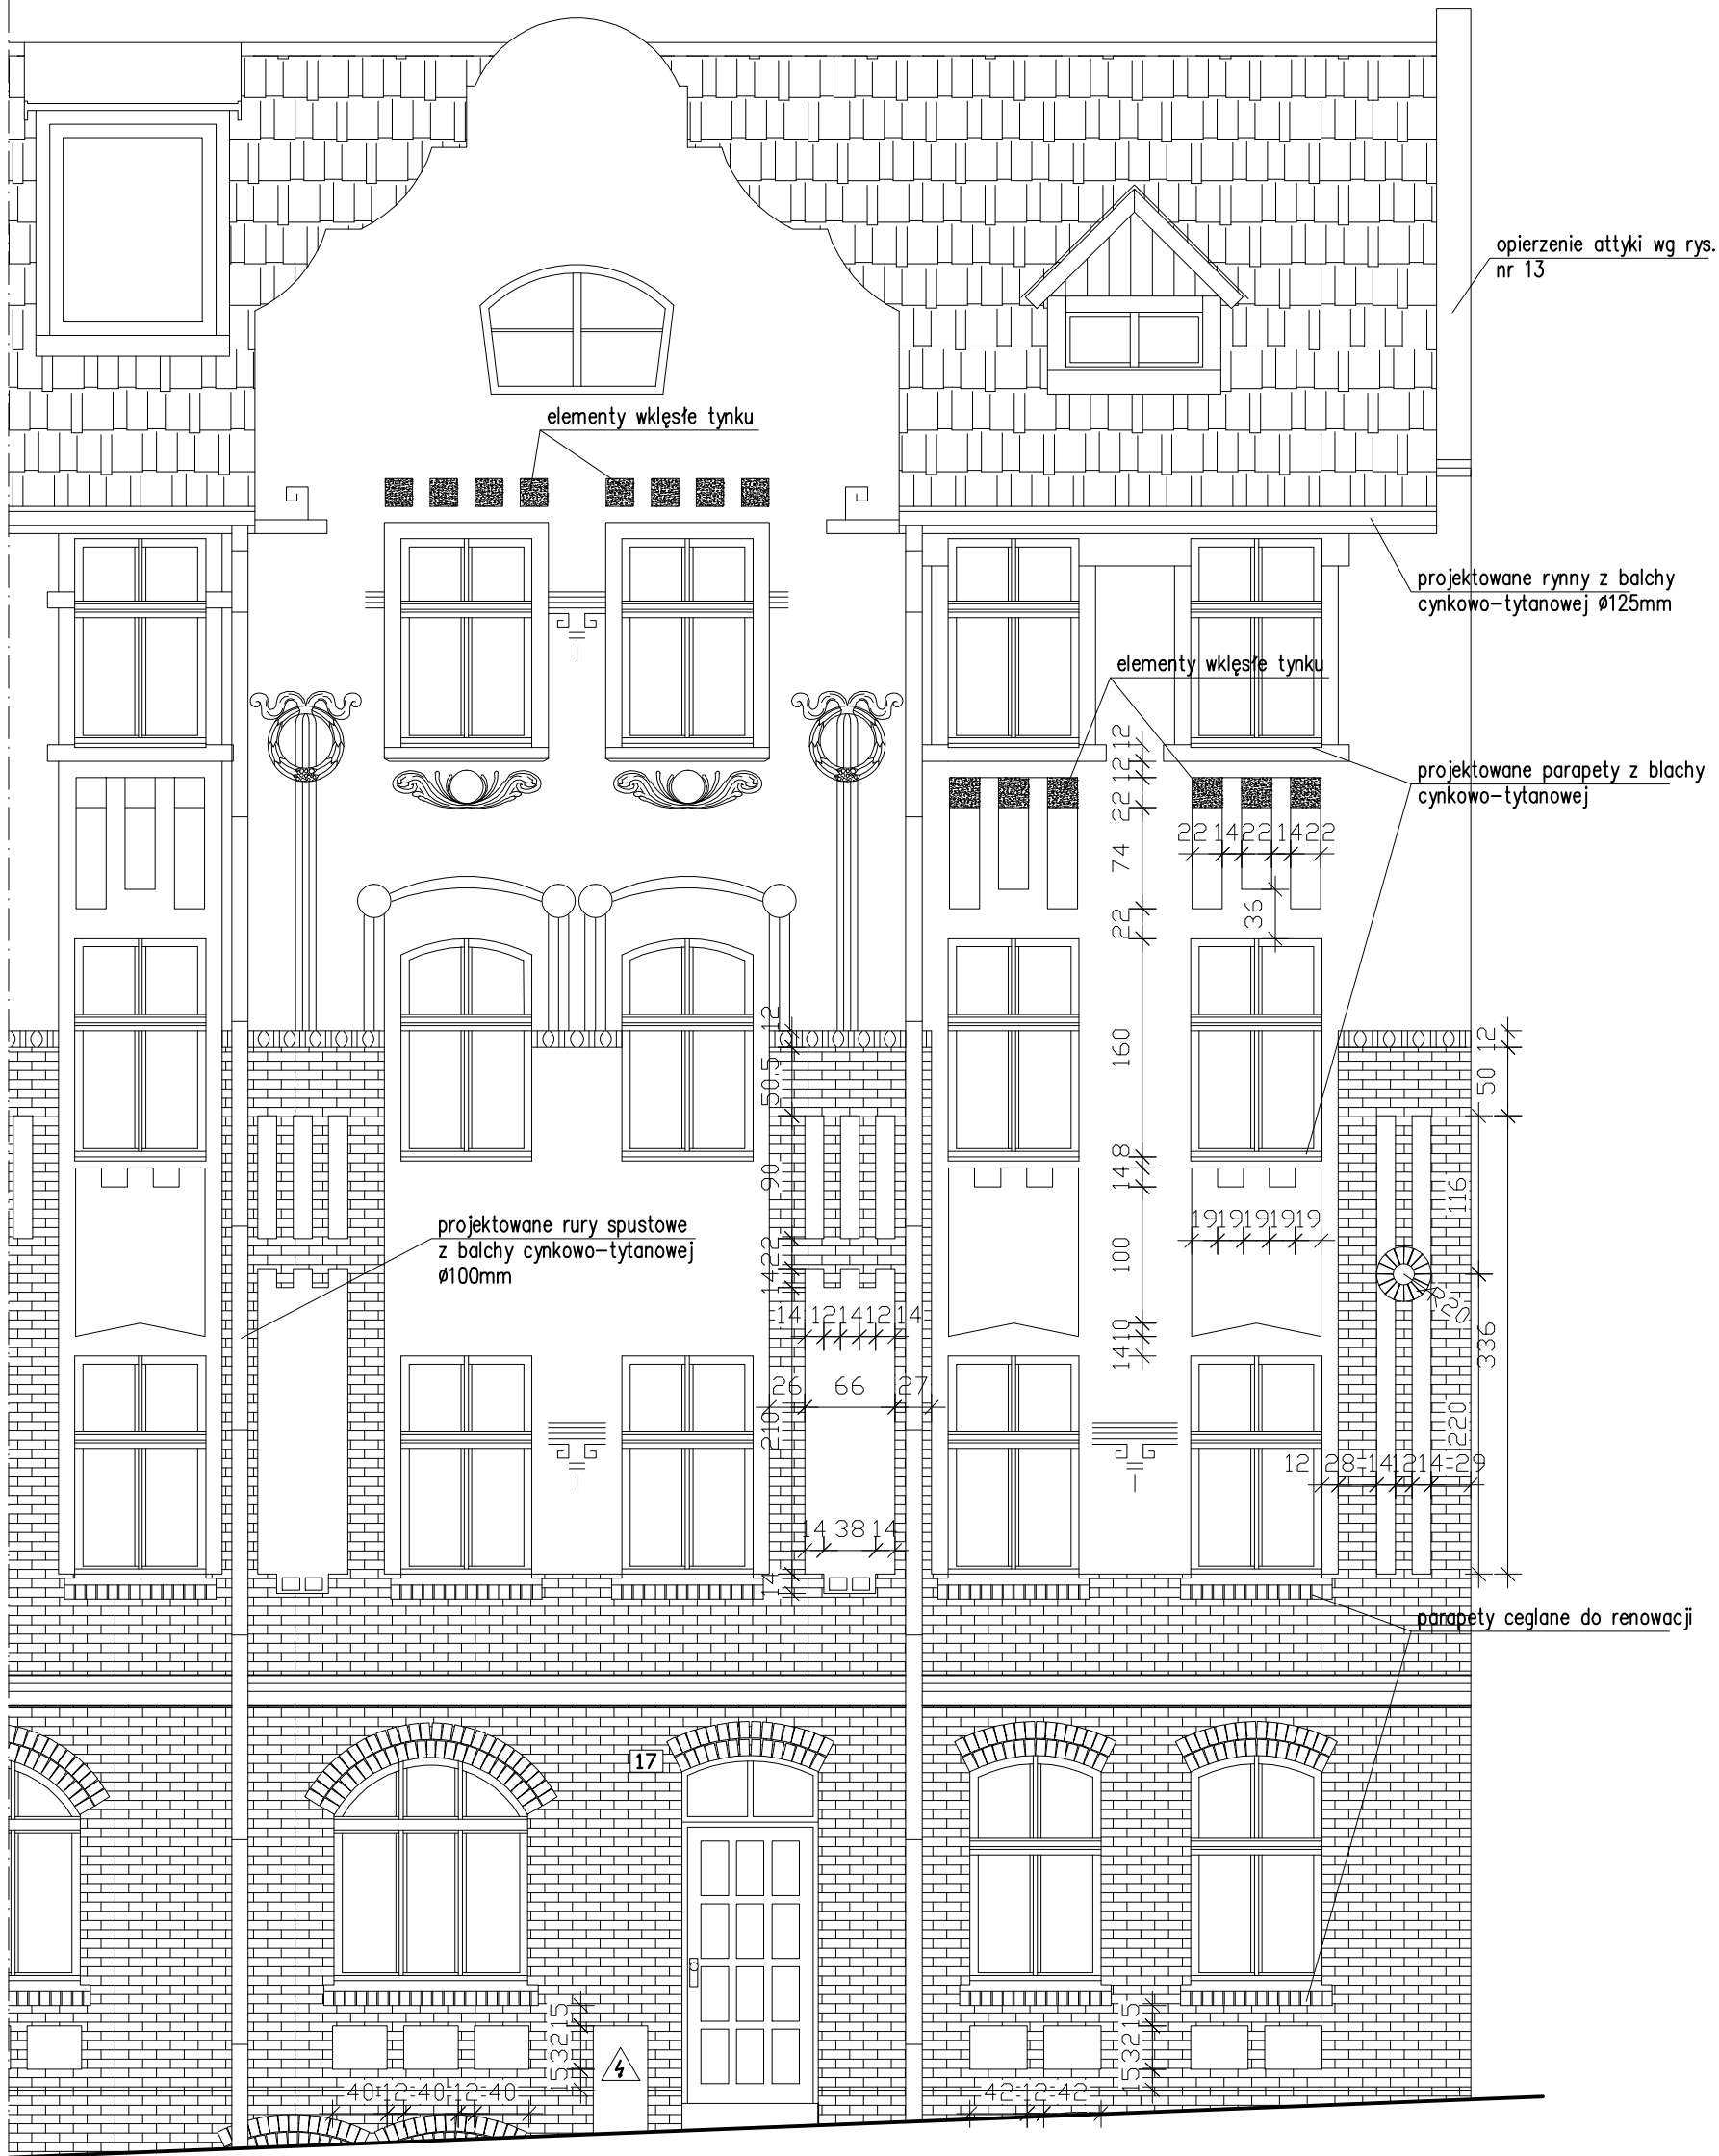 opierzenie attyki wg rys.
nr 13
elementy wklęsłe tynku
projektowane rynny z balchy
cynkowo-tytanowej Ø125mm
elementy wklęsłe tynku
projektowane parapety z blachy
cynkowo-tytanowej
12
12
22
74
22
160
8
14
100
10
14
22 14 22 14 22
36
12
50,5
90
22
14
210
14
12
50
116
336
220
R20
19 19 19 19 19
projektowane rury spustowe
z balchy cynkowo-tytanowej
Ø100mm
14 12 14 12 14
26 66 27
12 28 14 12 14 29
14 38 14
parapety ceglane do renowacji
17
15
32
15
15
32
15
40 12 40 12 40
42 12 42